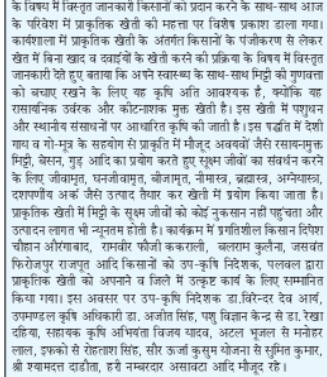 के विषय में विस्तृत जानकारी किसानों को प्रदान करने के साथ-साथ आज
के परिवेश में प्राकृतिक खेती की महत्ता पर विशेष प्रकाश डाला गया।
कार्यशाला में प्राकृतिक खेती के अंतर्गत किसानों के पंजीकरण से लेकर
खेत में बिना खाद व दवाईयों के खेती करने की प्रक्रिया के विषय में विस्तृत
जानकारी देते हुए बताया कि अपने स्वास्थ्य के साथ-साथ मिट्टी की गुणवत्ता
को बचाए रखने के लिए यह कृषि अति आवश्यक है, क्योंकि यह
रासायनिक उर्वरक और कीटनाशक मुक्त खेती है। इस खेती में पशुधन
और स्थानीय संसाधनों पर आधारित कृषि की जाती है।इस पद्धति में देशी
गाय व गो-मूत्र के सहयोग से प्राकृति में मौजूद अवयवों जैसे रसायनमुक्त
मिट्टी, बेसन, गुड़ आदि का प्रयोग करते हुए सूक्ष्म जीवों का संवर्धन करने
के लिए जीवामृत, घनजीवामृत, बीजामृत, नीमास्त्र, ब्रह्मास्त्र, अग्नेयास्त्र,
दशपर्णीय अर्क जैसे उत्पाद तैयार कर खेती में प्रयोग किया जाता है।
प्राकृतिक खेती में मिट्टी के सूक्ष्म जीवों को कोई नुकसान नहीं पहुंचता और
उत्पादन लागत भी न्यूनतम होती है। कार्यक्रम में प्रगतिशील किसान दिपेश
चौहान औरंगाबाद, रामवीर फौजी ककराली, बलराम कुलैना, जसवंत
फिरोजपुर राजपूत आदि किसानों को उप-कृषि निदेशक, पलवल द्वारा
प्राकृतिक खेती को अपनाने व जिले में उत्कृष्ट कार्य के लिए सम्मानित
किया गया। इस अवसर पर उप-कृषि निदेशक डा.विरेन्दर देव आर्य,
उपमण्डल कृषि अधिकारी डा. अजीत सिंह, पशु विज्ञान केन्द्र से डा. रेखा
दहिया, सहायक कृषि अभियंता विजय यादव, अटल भूजल से मनोहर
लाल, इफको से रोहताश सिंह, सौर ऊर्जा कुसुम योजना से सुमित कुमार,
श्री श्यामदत्त दाडौता, हरी नम्बरदार असावटा आदि मौजूद रहे।